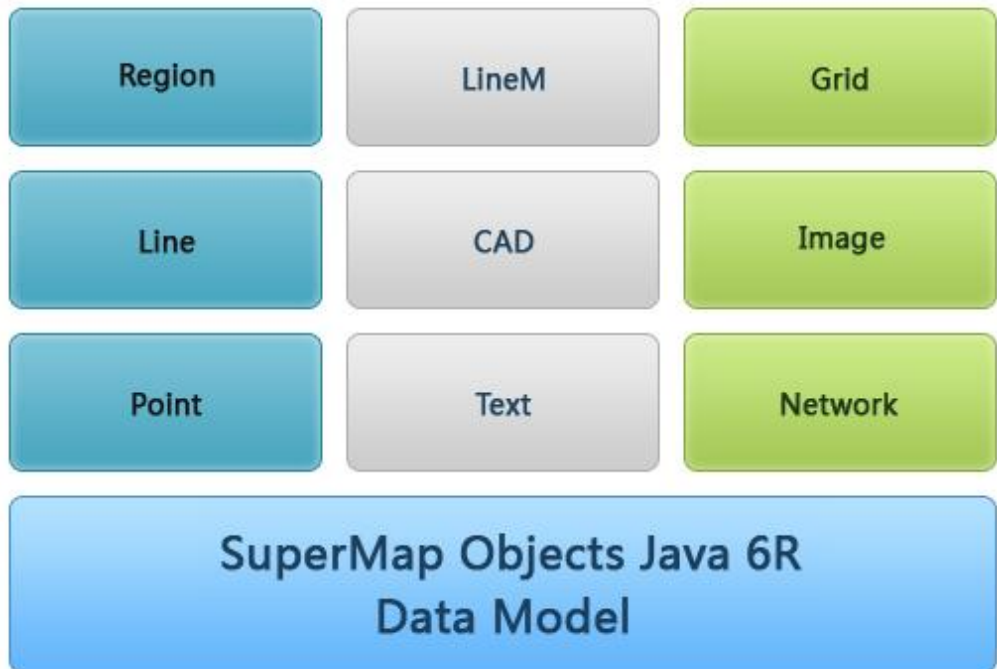 Region
LineM
Grid
Line
CAD
Image
Point
Text
Network
SuperMap Objects Java 6R
Data Model